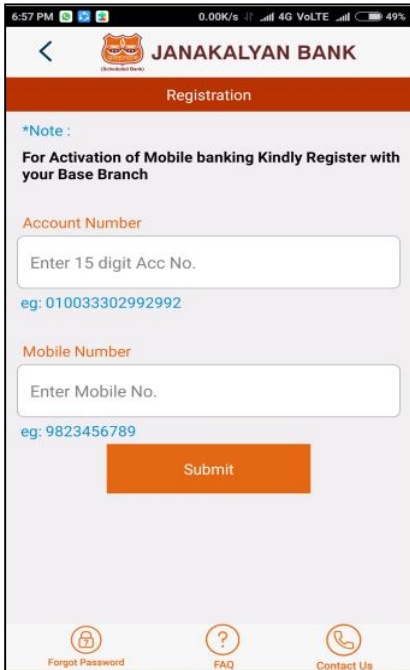 6:57 PM 0.00K/s 4G VoLTE 49%
JANAKALYAN BANK
(Scheduled Bank)
Registration
*Note :
For Activation of Mobile banking Kindly Register with
your Base Branch
Account Number
Enter 15 digit Acc No.
eg: 010033302992992
Mobile Number
Enter Mobile No.
eg: 9823456789
Submit
Forgot Password FAQ Contact Us